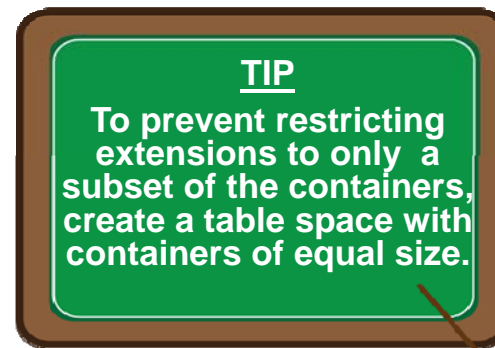 TIP
To prevent restricting
extensions to only a
subset of the containers,
create a table space with
containers of equal size.